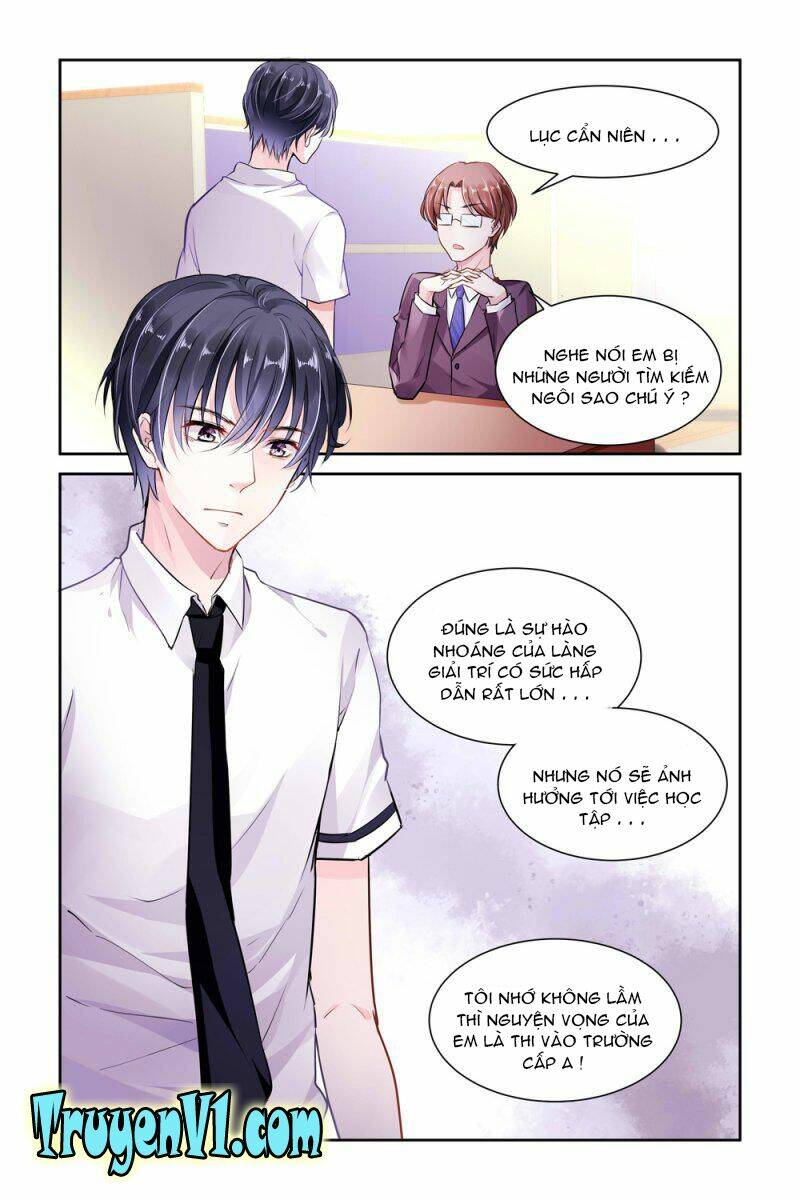 LỤC CẨN NIÊN . . .
NGHE NÓI EM BỊ
NHỮNG NGƯỜI TÌM KIẾM
NGÔI SAO CHÚ Ý ?
ĐÚNG LÀ SỰ HÀO
NHOÁNG CỦA LÀNG
GIẢI TRÍ CÓ SỨC HẤP
DẪN RẤT LỚN . . .
NHƯNG NÓ SẼ ẢNH
HƯỞNG TỚI VIỆC HỌC
TẬP . . .
TÔI NHỚ KHÔNG LẦM
THÌ NGUYỆN VỌNG CỦA
EM LÀ THI VÀO TRƯỜNG
CẤP A !
TruyenV1.com